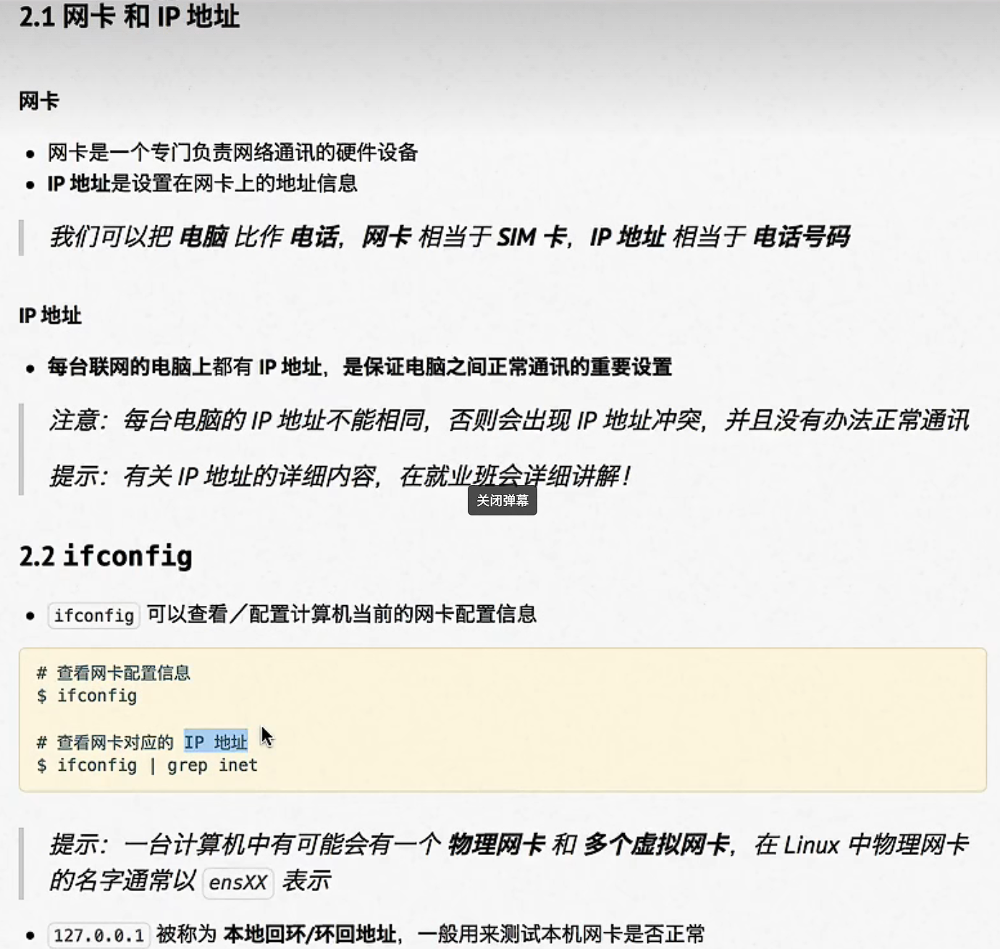 2.1 网卡 和 IP 地址
网卡
网卡是一个专门负责网络通讯的硬件设备
IP 地址是设置在网卡上的地址信息
我们可以把 电脑 比作 电话，网卡 相当于 SIM 卡，IP 地址 相当于 电话号码
IP 地址
每台联网的电脑上都有 IP 地址，是保证电脑之间正常通讯的重要设置
注意：每台电脑的 IP 地址不能相同，否则会出现 IP 地址冲突，并且没有办法正常通讯
提示：有关 IP 地址的详细内容，在就业班会详细讲解！
关闭弹幕
2.2 ifconfig
ifconfig 可以查看／配置计算机当前的网卡配置信息
# 查看网卡配置信息
$ ifconfig
# 查看网卡对应的 IP 地址
$ ifconfig | grep inet
提示：一台计算机中有可能会有一个 物理网卡 和 多个虚拟网卡，在 Linux 中物理网卡
的名字通常以 ensXX 表示
127.0.0.1 被称为 本地回环/环回地址，一般用来测试本机网卡是否正常